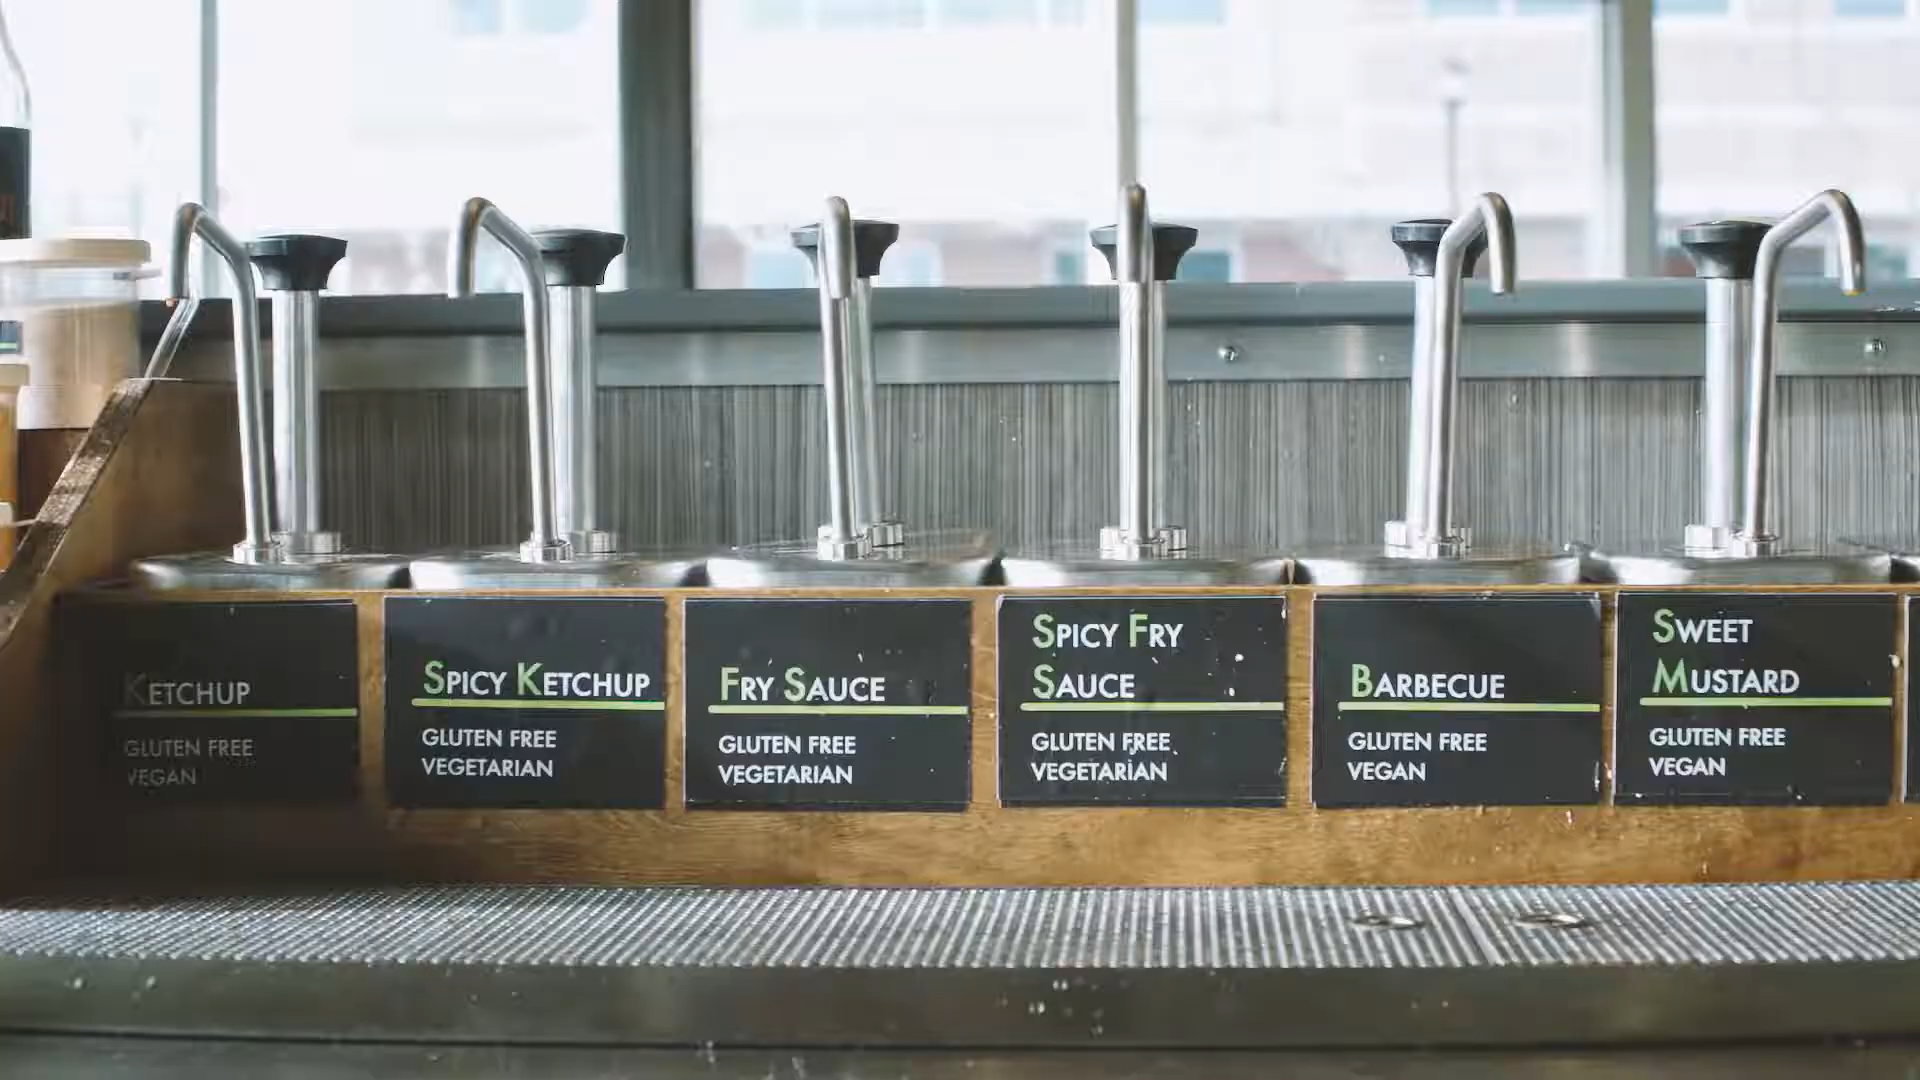 KETCHUP
GLUTEN FREE
VEGAN
SPICY KETCHUP
GLUTEN FREE
VEGETARIAN
FRY SAUCE
GLUTEN FREE
VEGETARIAN
SPICY FRY
SAUCE
GLUTEN FREE
VEGETARIAN
BARBECUE
GLUTEN FREE
VEGAN
SWEET
MUSTARD
GLUTEN FREE
VEGAN